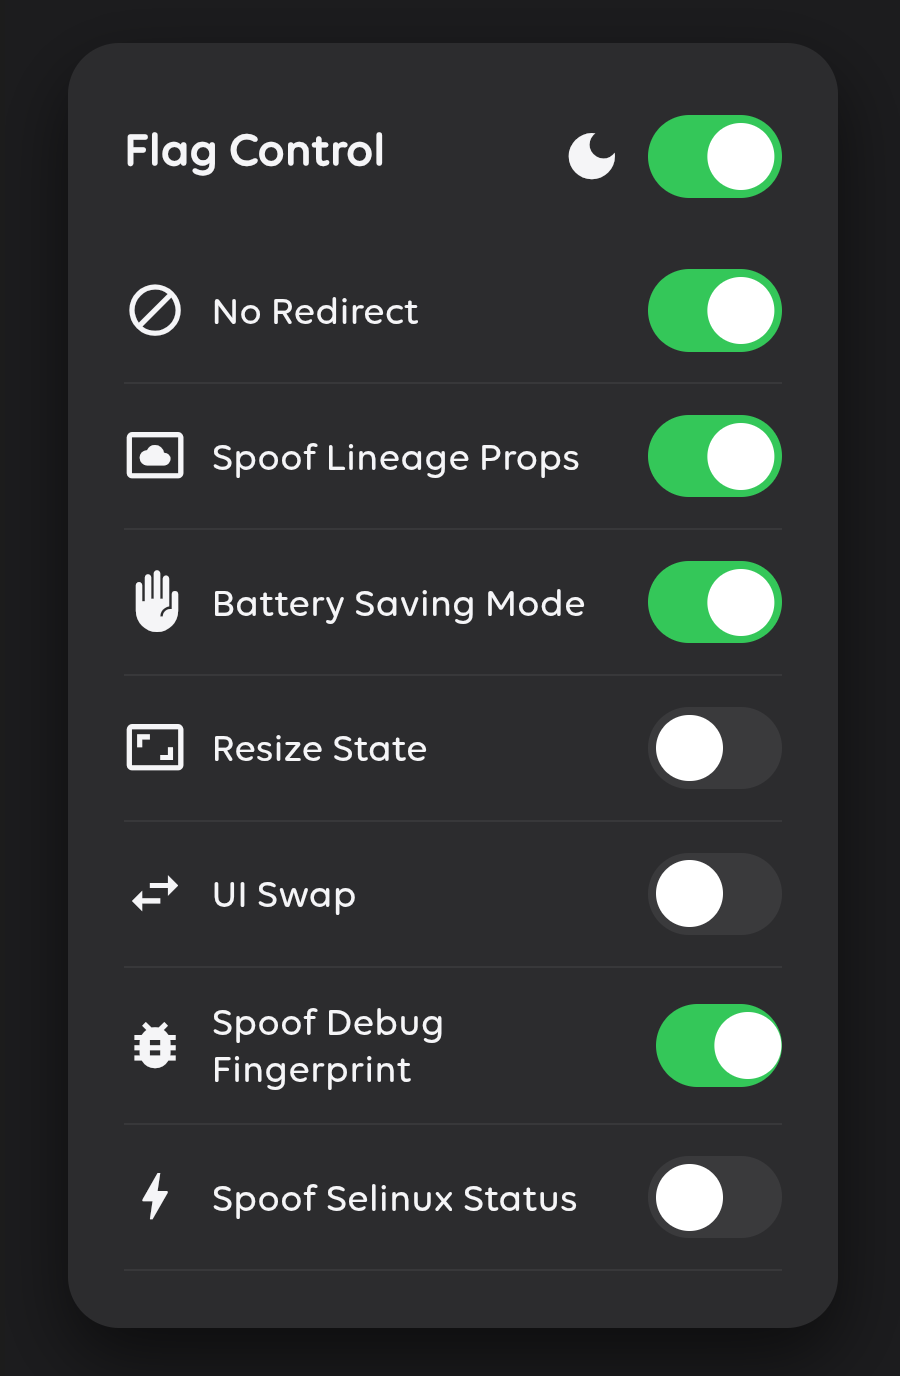 Flag Control
No Redirect
Spoof Lineage Props
Battery Saving Mode
Resize State
UI Swap
Spoof Debug
Fingerprint
Spoof Selinux Status